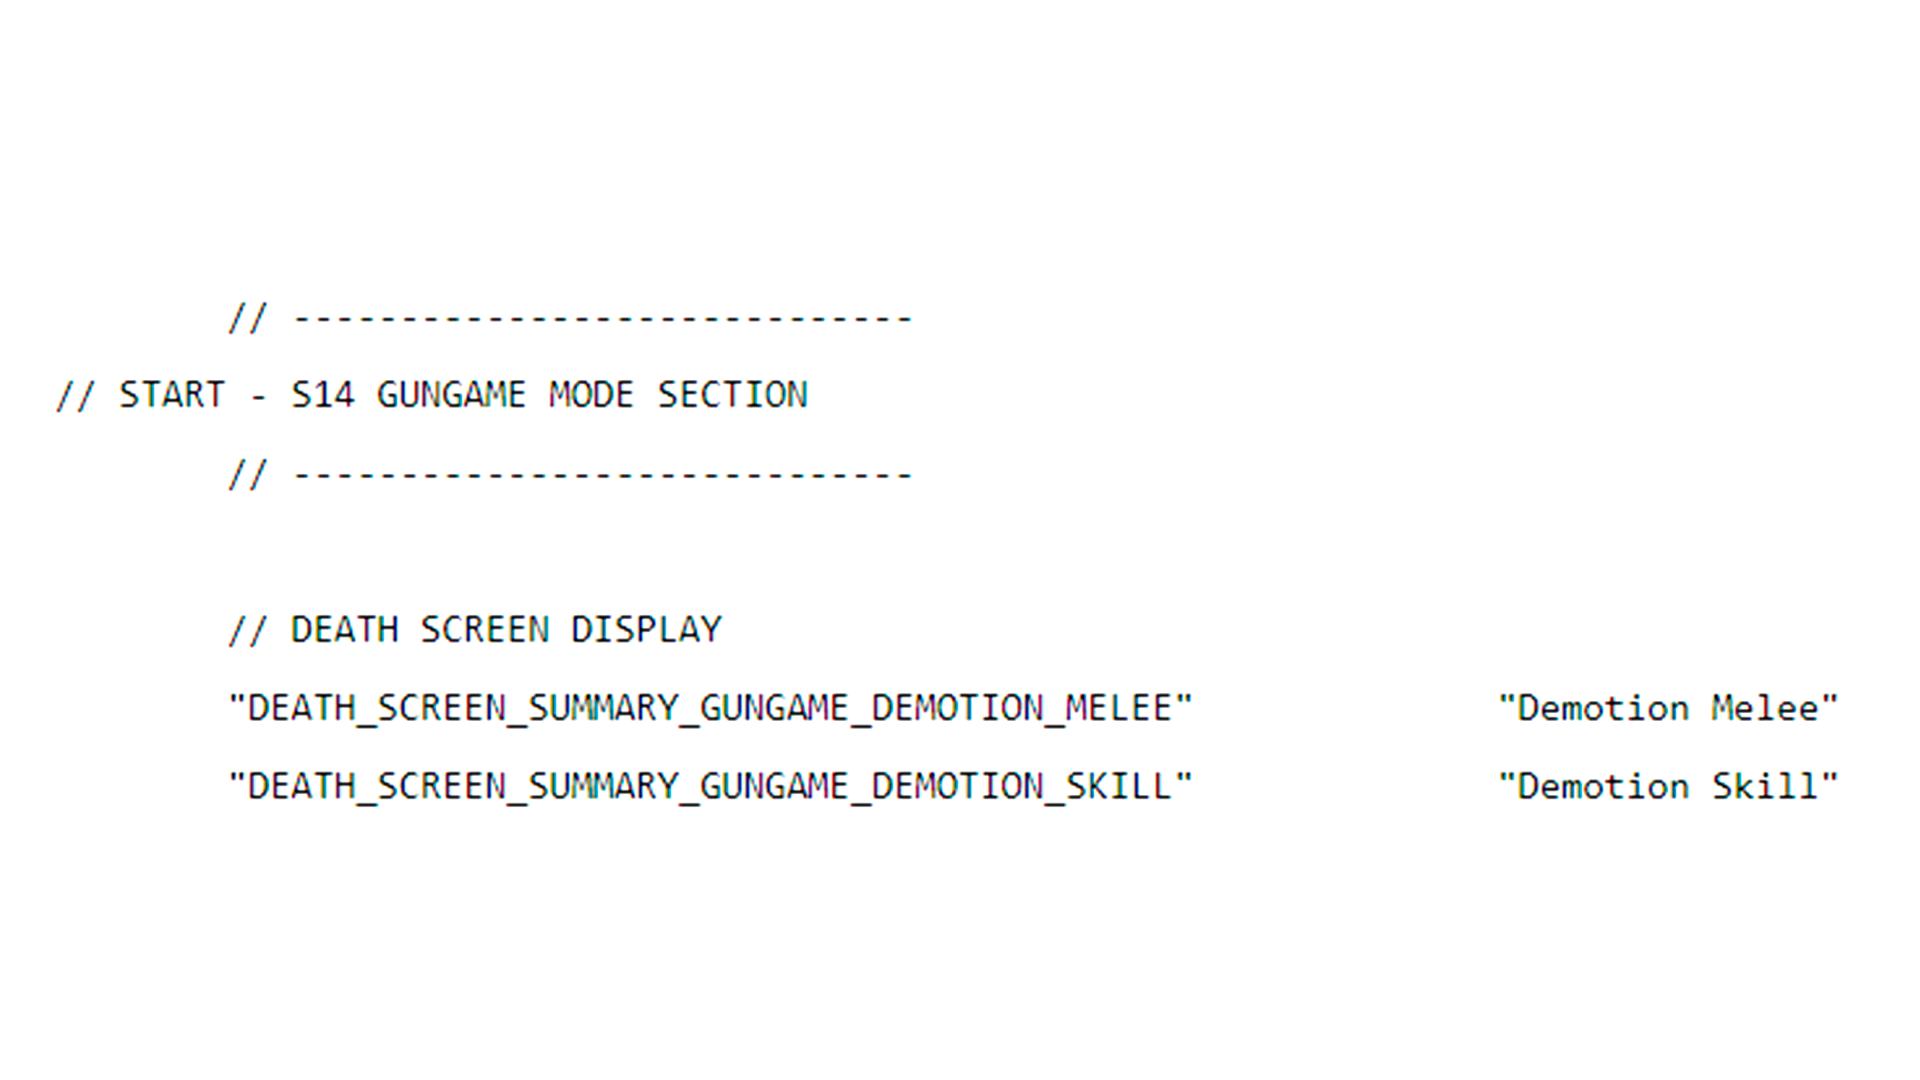 // -----------------------------
// START - S14 GUNGAME MODE SECTION
// -----------------------------
// DEATH SCREEN DISPLAY
"DEATH_SCREEN_SUMMARY_GUNGAME_DEMOTION_MELEE" "Demotion Melee"
"DEATH_SCREEN_SUMMARY_GUNGAME_DEMOTION_SKILL" "Demotion Skill"